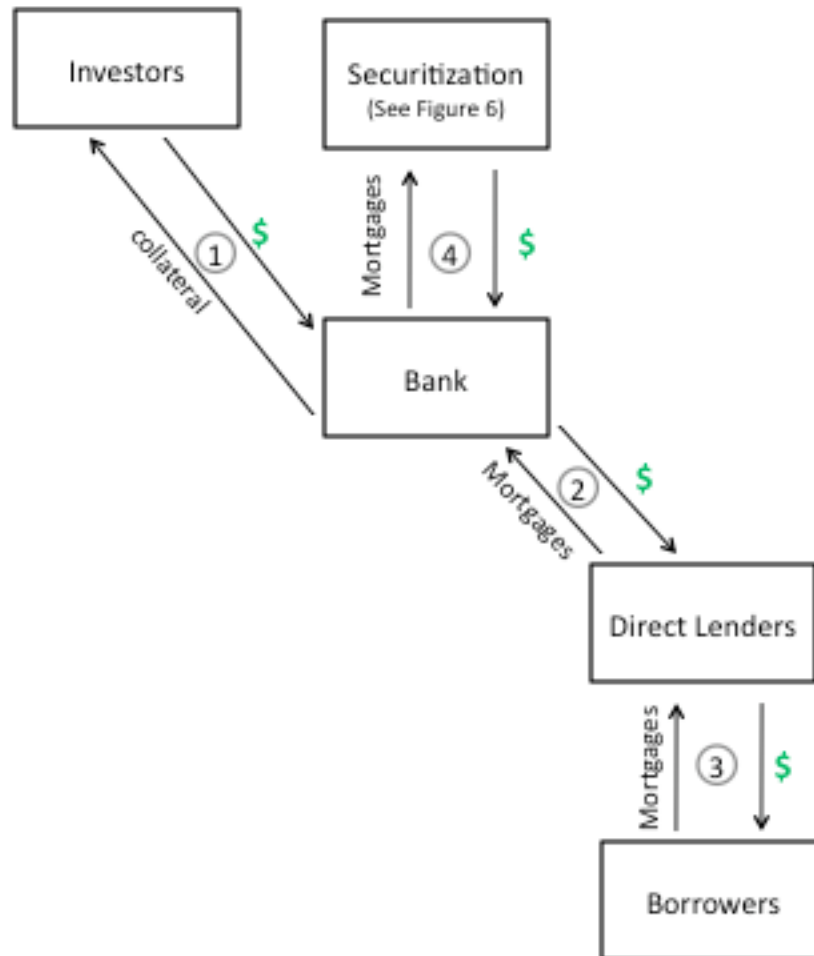 Investors
Securitization
(See Figure 6)
collateral
1
$
Mortgages
4
$
Bank
Mortgages
2
$
Direct Lenders
Mortgages
3
$
Borrowers